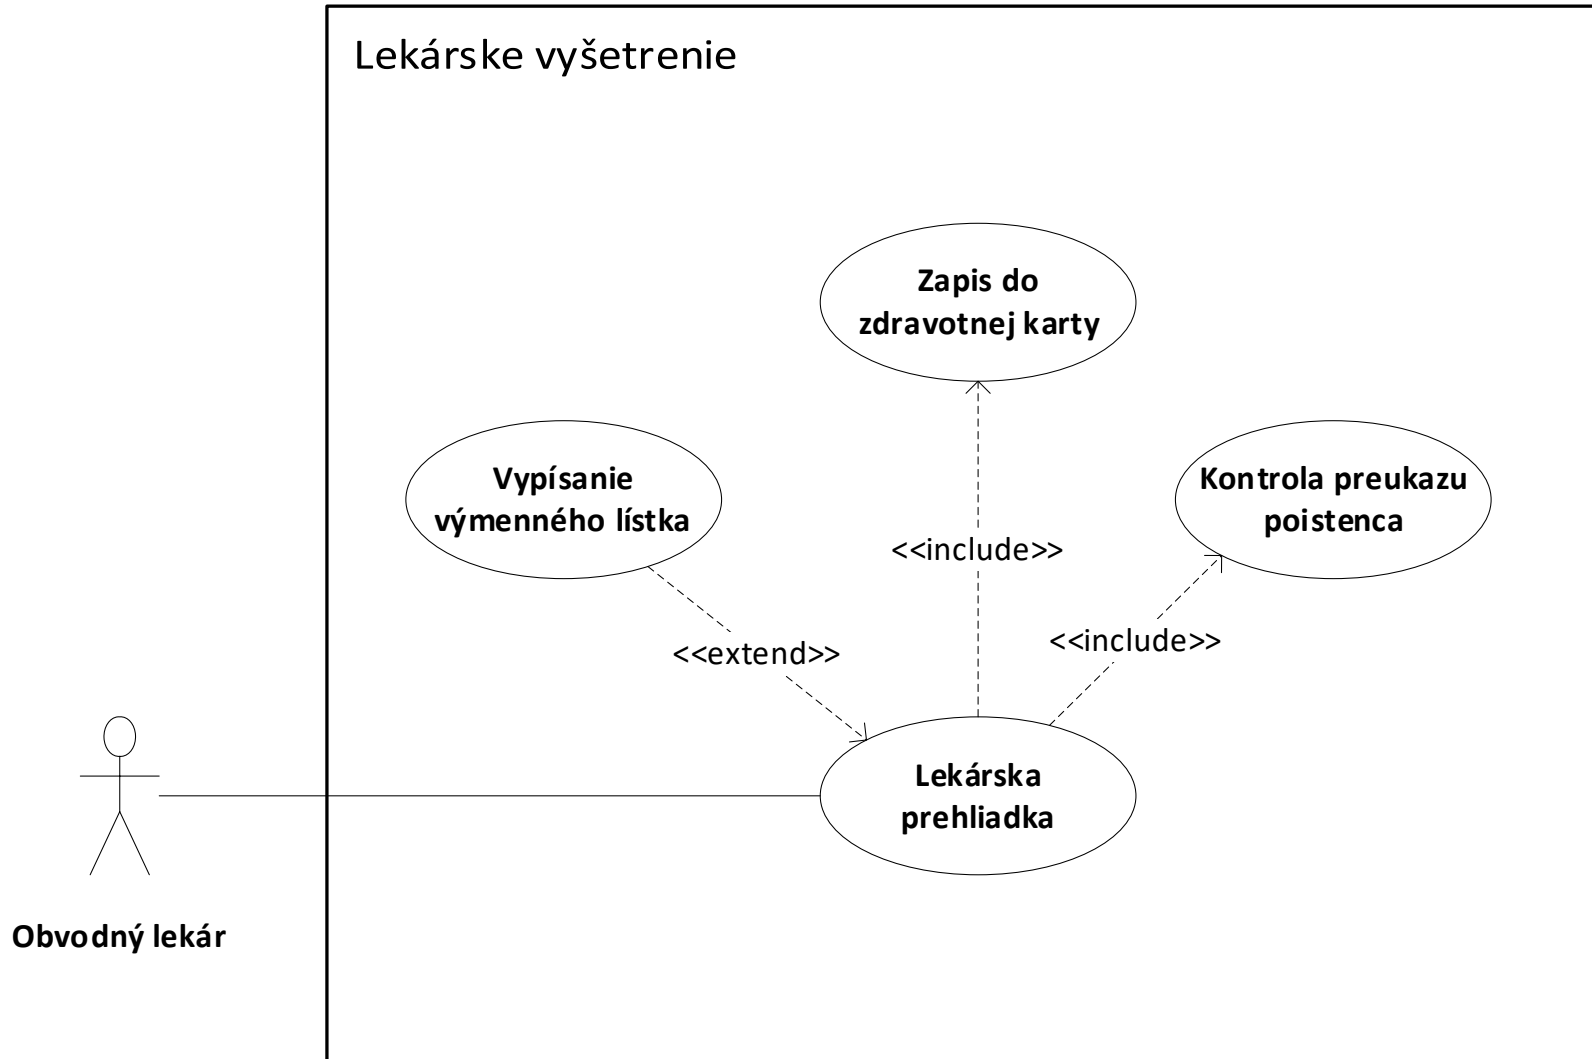 Lekárske vyšetrenie
Zapis do
zdravotnej karty
Vypísanie
výmenného lístka
Kontrola preukazu
poistenca
<<include>>
<<include>>
<<extend>>
Lekárska
prehliadka
Obvodný lekár